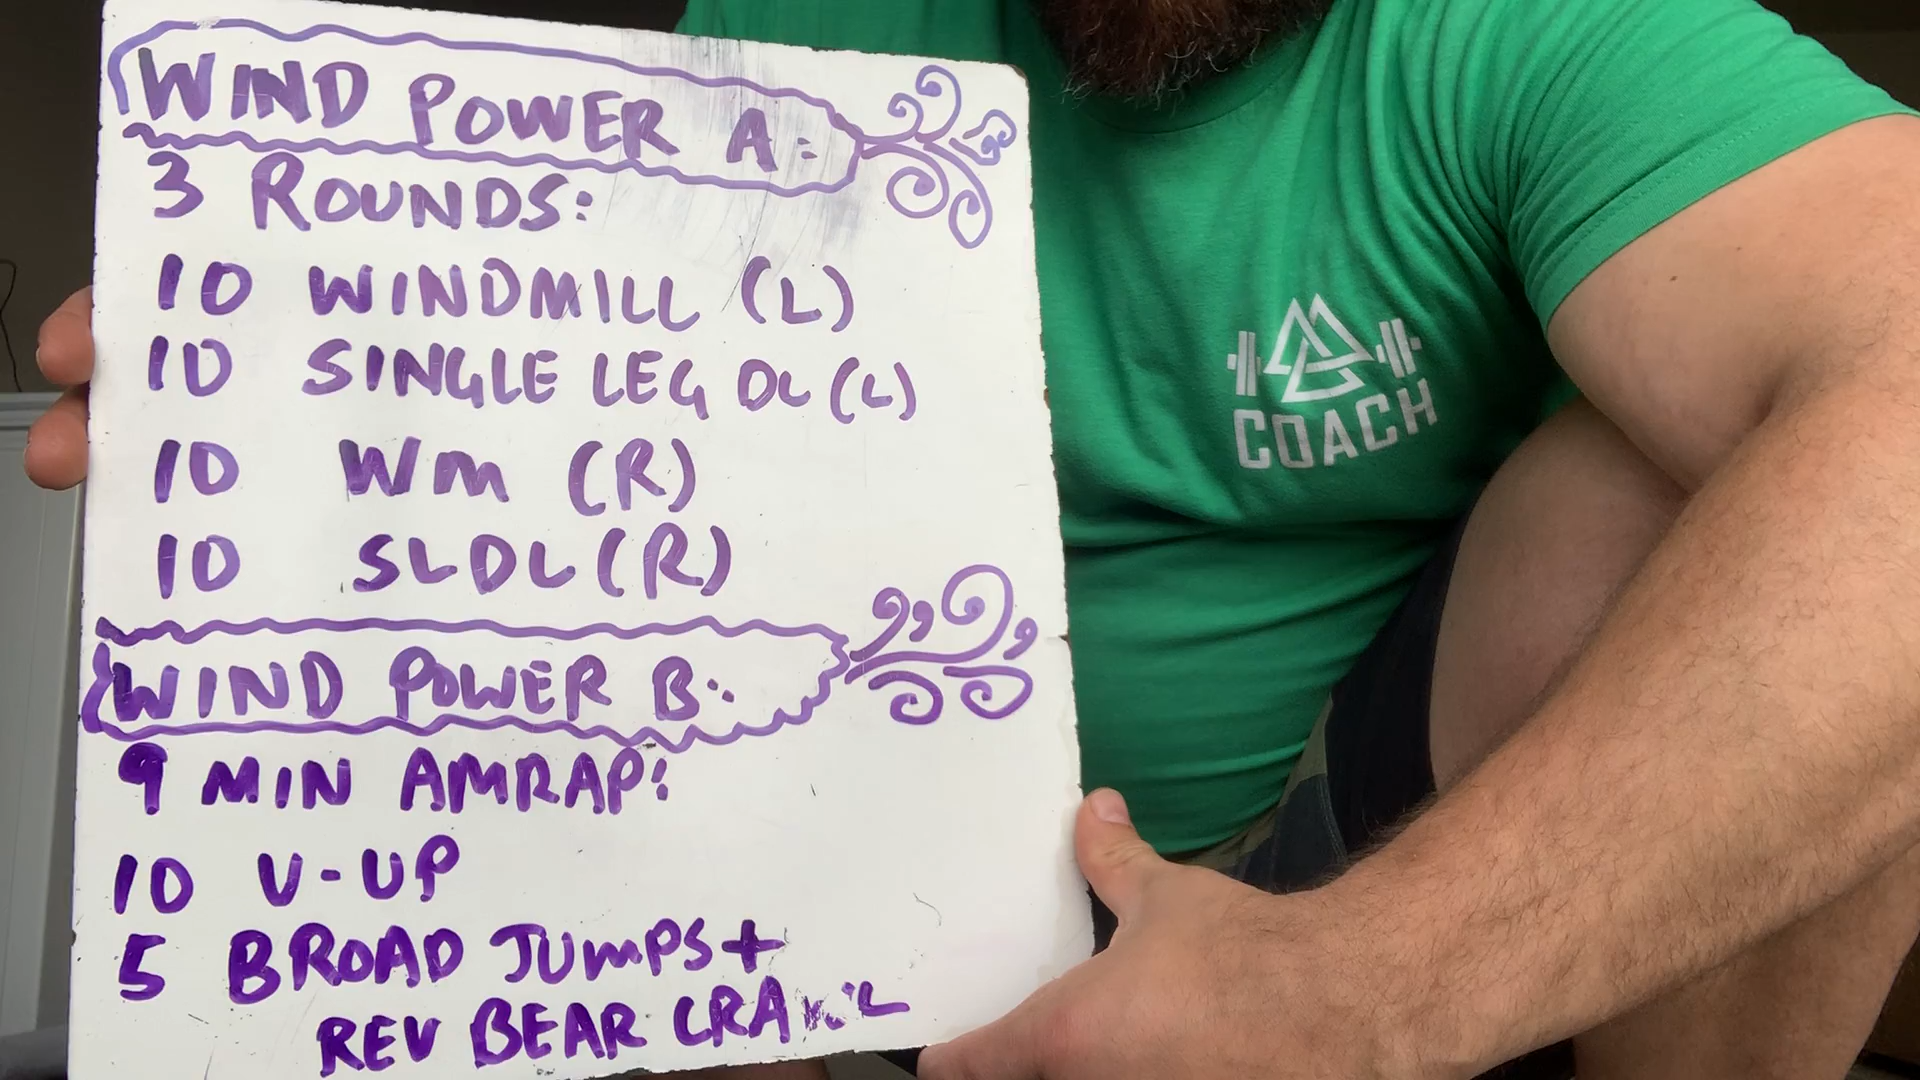 WIND POWER A:
3 ROUNDS:
10 WINDMILL (L)
10 SINGLE LEG DL (L)
10 WM (R)
10 SLDL (R)
WIND POWER B:
9 MIN AMRAP:
10 V-UP
5 BROAD JUMPS +
REV BEAR CRAWL
COACH